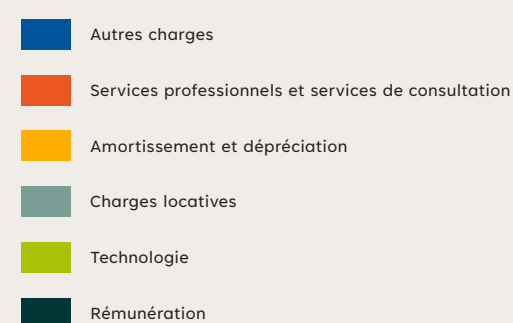 Autres charges
Services professionnels et services de consultation
Amortissement et dépréciation
Charges locatives
Technologie
Rémunération